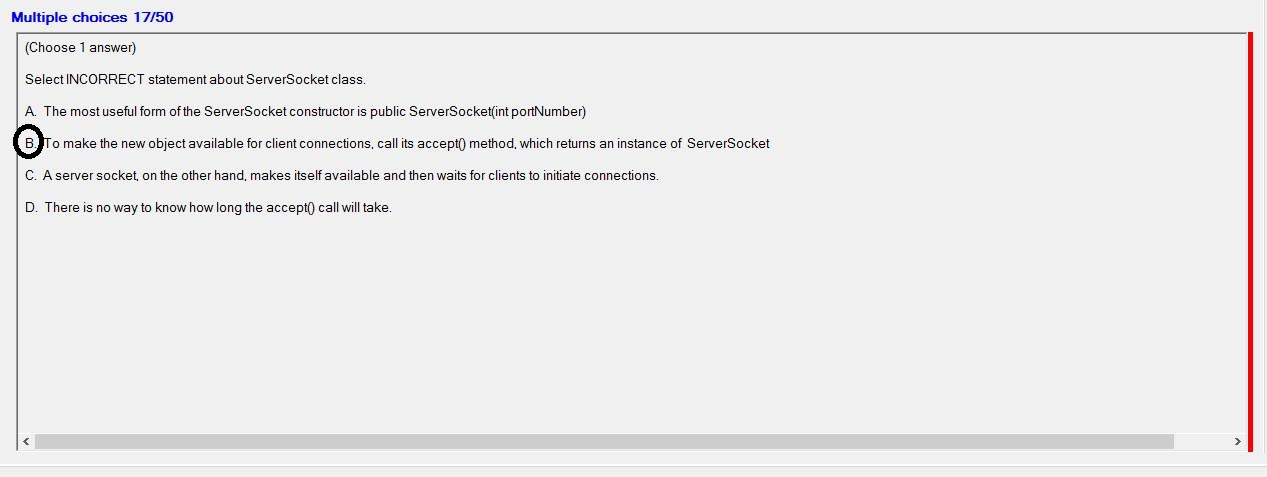 Multiple choices 17/50
(Choose 1 answer)
Select INCORRECT statement about ServerSocket class.
A. The most useful form of the ServerSocket constructor is public ServerSocket(int portNumber)
B. To make the new object available for client connections, call its accept() method, which returns an instance of ServerSocket
C. A server socket, on the other hand, makes itself available and then waits for clients to initiate connections.
D. There is no way to know how long the accept() call will take.